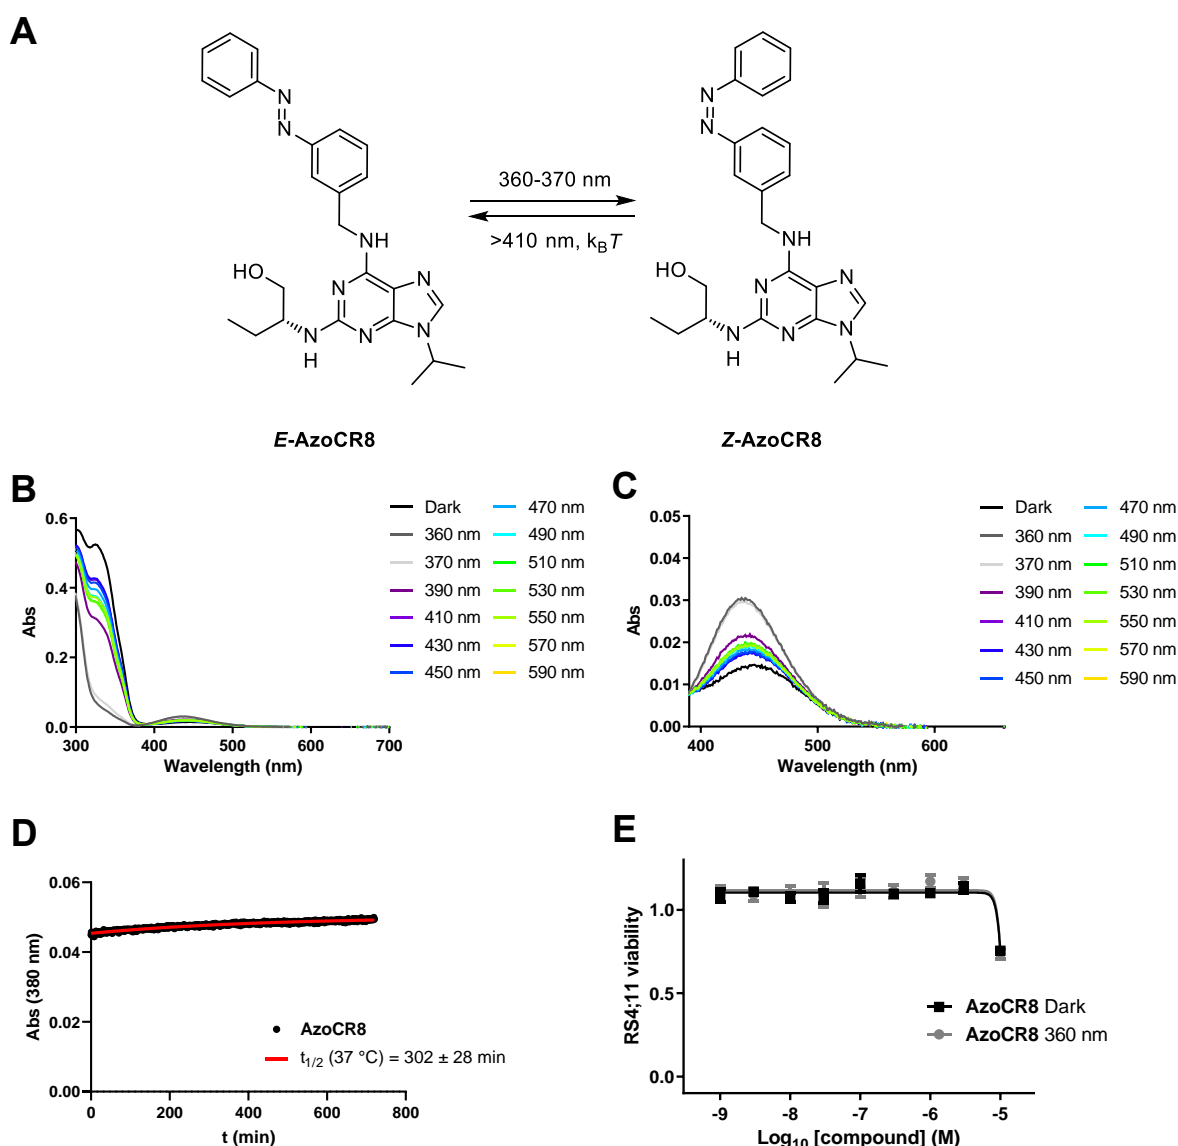 A
N
N
N
N
360-370 nm
>410 nm, kBT
NH
NH
HO
HO
N
N
N
N
N
H
N
N
N
H
N
N
E-AzoCR8
Z-AzoCR8
B
C
Dark
470 nm
360 nm
490 nm
370 nm
510 nm
390 nm
530 nm
410 nm
550 nm
430 nm
570 nm
450 nm
590 nm
0.6
0.4
0.2
0.0
Abs
300
400
500
600
700
Wavelength (nm)
Dark
470 nm
360 nm
490 nm
370 nm
510 nm
390 nm
530 nm
410 nm
550 nm
430 nm
570 nm
450 nm
590 nm
0.05
0.04
0.03
0.02
0.01
0.00
Abs
400
500
600
Wavelength (nm)
D
0.06
0.04
0.02
0.00
Abs (380 nm)
AzoCR8
t1/2 (37 °C) = 302 ± 28 min
0
200
400
600
800
t (min)
E
1.0
0.5
0.0
RS4;11 viability
AzoCR8 Dark
AzoCR8 360 nm
-9
-8
-7
-6
-5
Log10 [compound] (M)